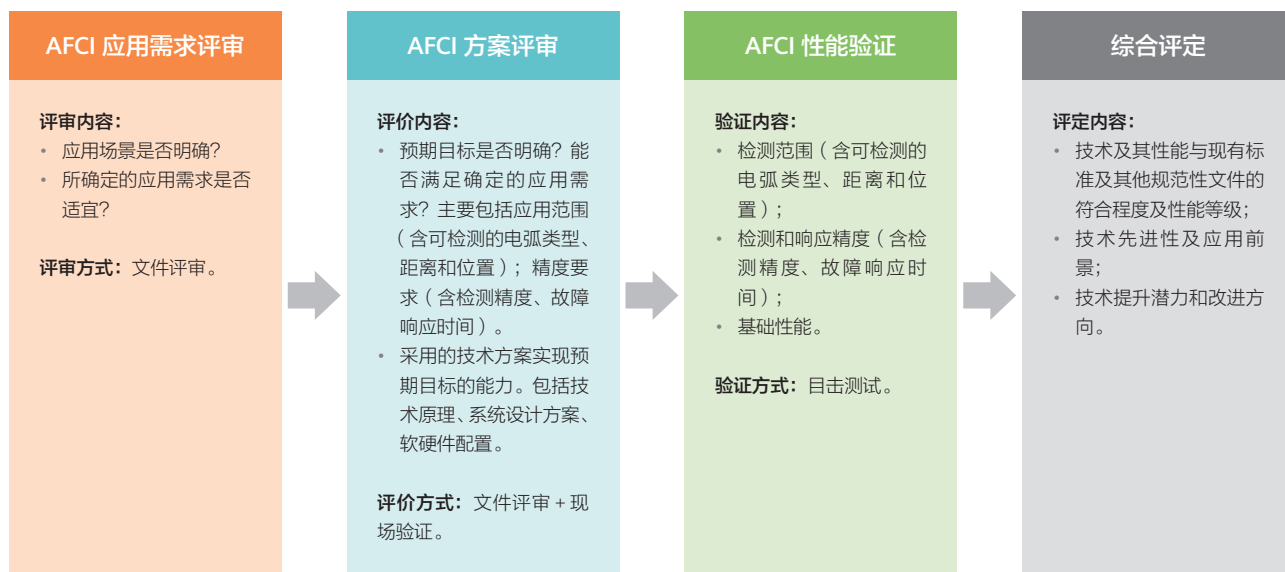 AFCI 应用需求评审
评审内容：
• 应用场景是否明确？
• 所确定的应用需求是否
适宜？
评审方式：文件评审。
AFCI 方案评审
评价内容：
• 预期目标是否明确？能
否满足确定的应用需
求？主要包括应用范围
（含可检测的电弧类型、
距离和位置）；精度要
求（含检测精度、故障
响应时间）。
• 采用的技术方案实现预
期目标的能力。包括技
术原理、系统设计方案、
软硬件配置。
评价方式：文件评审 + 现
场验证。
AFCI 性能验证
验证内容：
• 检测范围（含可检测的
电弧类型、距离和位
置）；
• 检测和响应精度（含检
测精度、故障响应时
间）；
• 基础性能。
验证方式：目击测试。
综合评定
评定内容：
• 技术及其性能与现有标
准及其他规范性文件的
符合程度及性能等级；
• 技术先进性及应用前
景；
• 技术提升潜力和改进方
向。